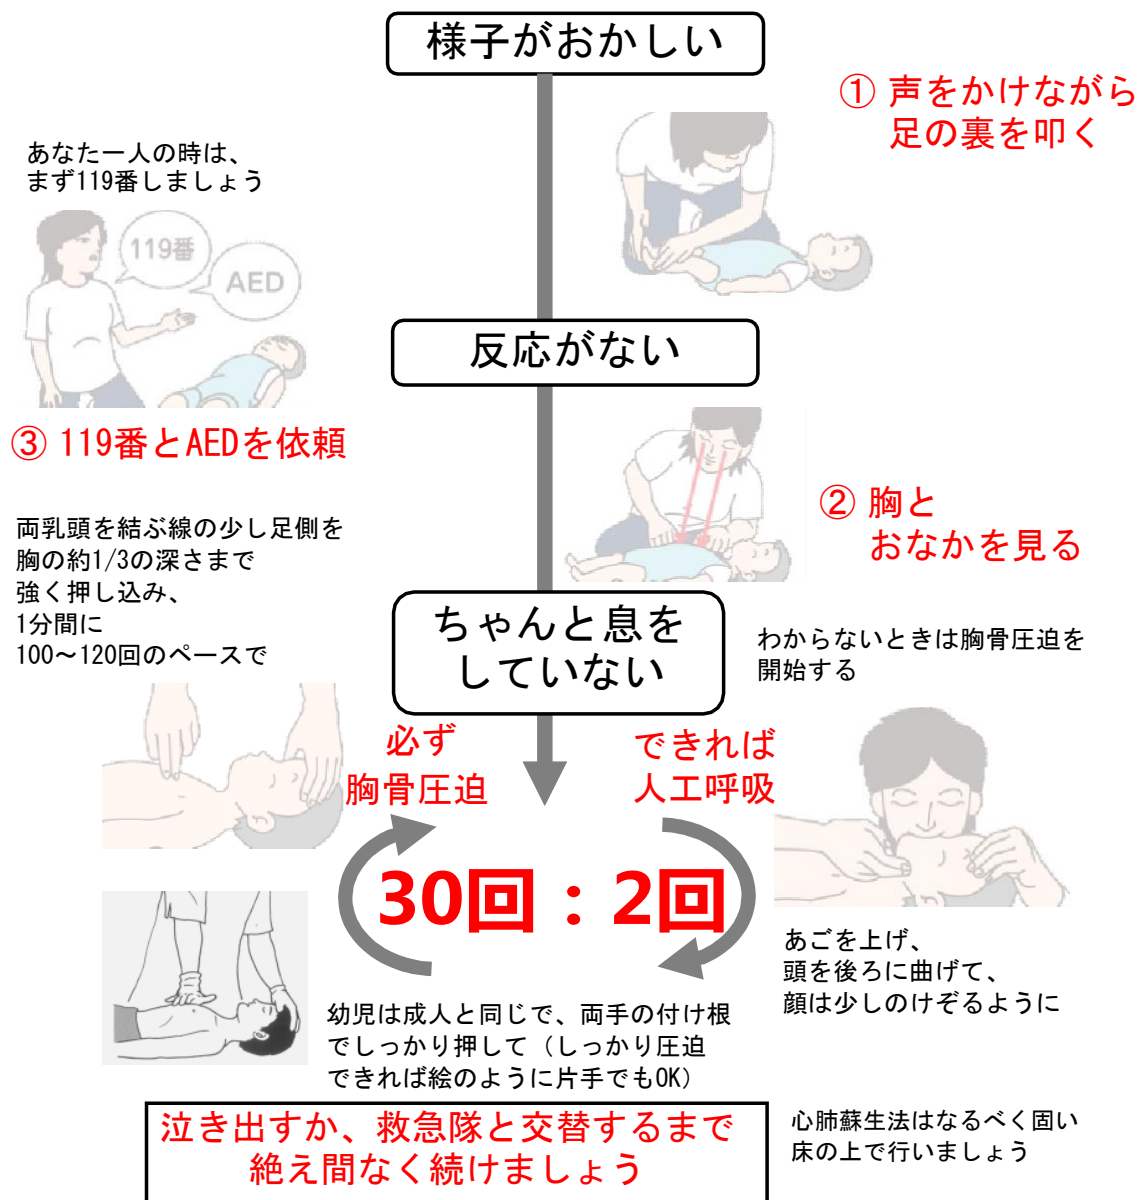 様子がおかしい
① 声をかけながら
足の裏を叩く
あなた一人の時は、
まず119番しましょう
119番
AED
反応がない
③ 119番とAEDを依頼
② 胸と
おなかを見る
両乳頭を結ぶ線の少し足側を
胸の約1/3の深さまで
強く押し込み、
1分間に
100～120回のペースで
ちゃんと息を
していない
わからないときは胸骨圧迫を
開始する
必ず
胸骨圧迫
できれば
人工呼吸
30回：2回
あごを上げ、
頭を後ろに曲げて、
顔は少しのけぞるように
幼児は成人と同じで、両手の付け根
でしっかり押して（しっかり圧迫
できれば絵のように片手でもOK）
泣き出すか、救急隊と交替するまで
絶え間なく続けましょう
心肺蘇生法はなるべく固い
床の上で行いましょう